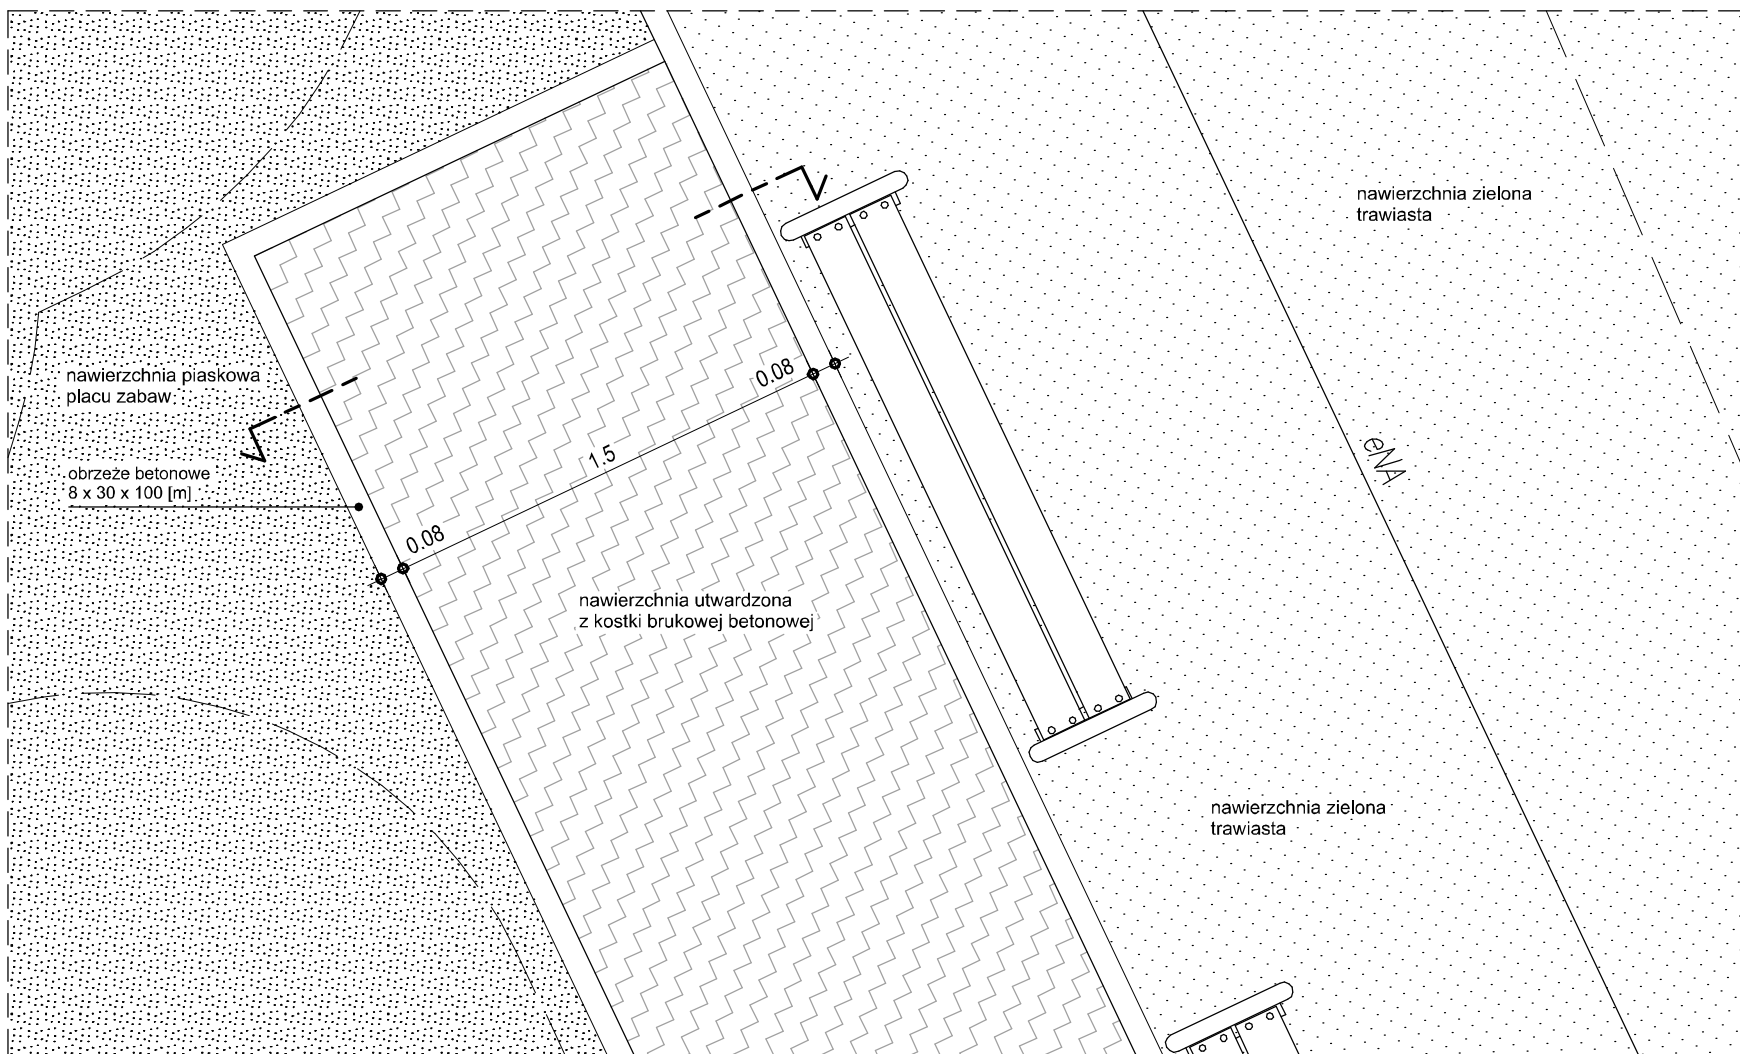 nawierzchnia zielona
trawiasta
nawierzchnia piaskowa
placu zabaw
0.08
1.5
eNA
obrzeże betonowe
8 x 30 x 100 [m]
0.08
nawierzchnia utwardzona
z kostki brukowej betonowej
nawierzchnia zielona
trawiasta